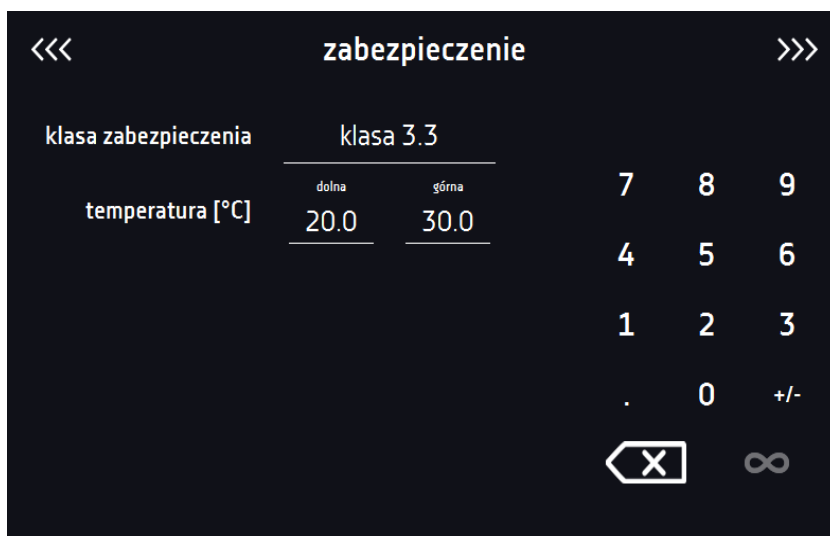 <<< zabezpieczenie >>>
klasa zabezpieczenia klasa 3.3
dolna górna
temperatura [°C] 20.0 30.0
7 8 9
4 5 6
1 2 3
. 0 +/-
X ∞